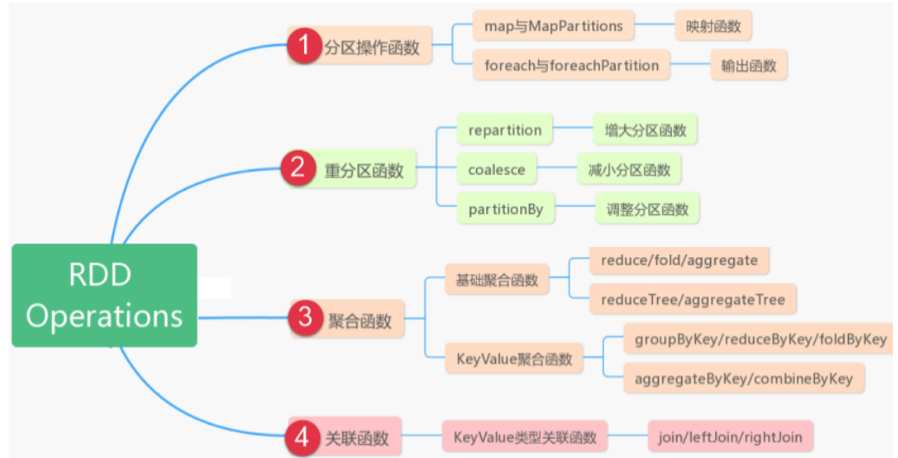 RDD
Operations
1
分区操作函数
map与MapPartitions
映射函数
foreach与foreachPartition
输出函数
2
重分区函数
repartition
增大分区函数
coalesce
减小分区函数
partitionBy
调整分区函数
3
聚合函数
基础聚合函数
reduce/fold/aggregate
reduceTree/aggregateTree
KeyValue聚合函数
groupByKey/reduceByKey/foldByKey
aggregateByKey/combineByKey
4
关联函数
KeyValue类型关联函数
join/leftJoin/rightJoin